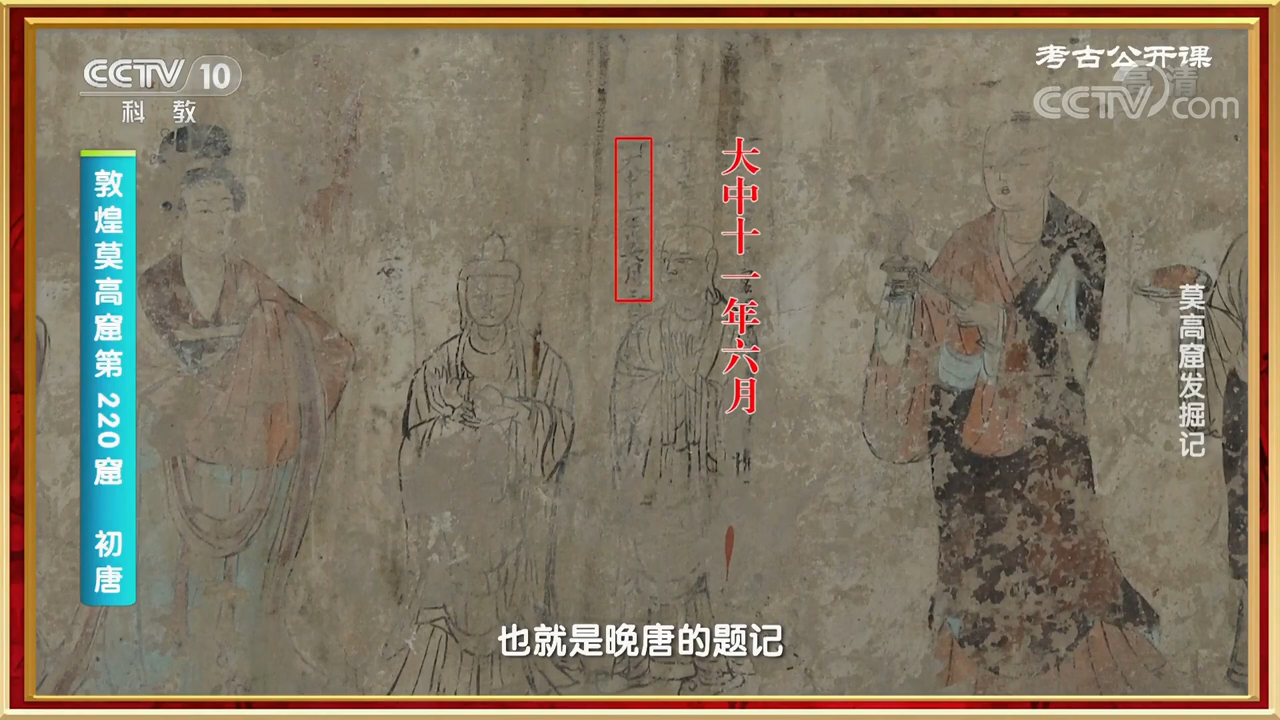 CCTV 10
科教
考古公开课
高清
CCTV.com
敦煌莫高窟第220窟 初唐
大中十一年六月
莫高窟发掘记
也就是晚唐的题记